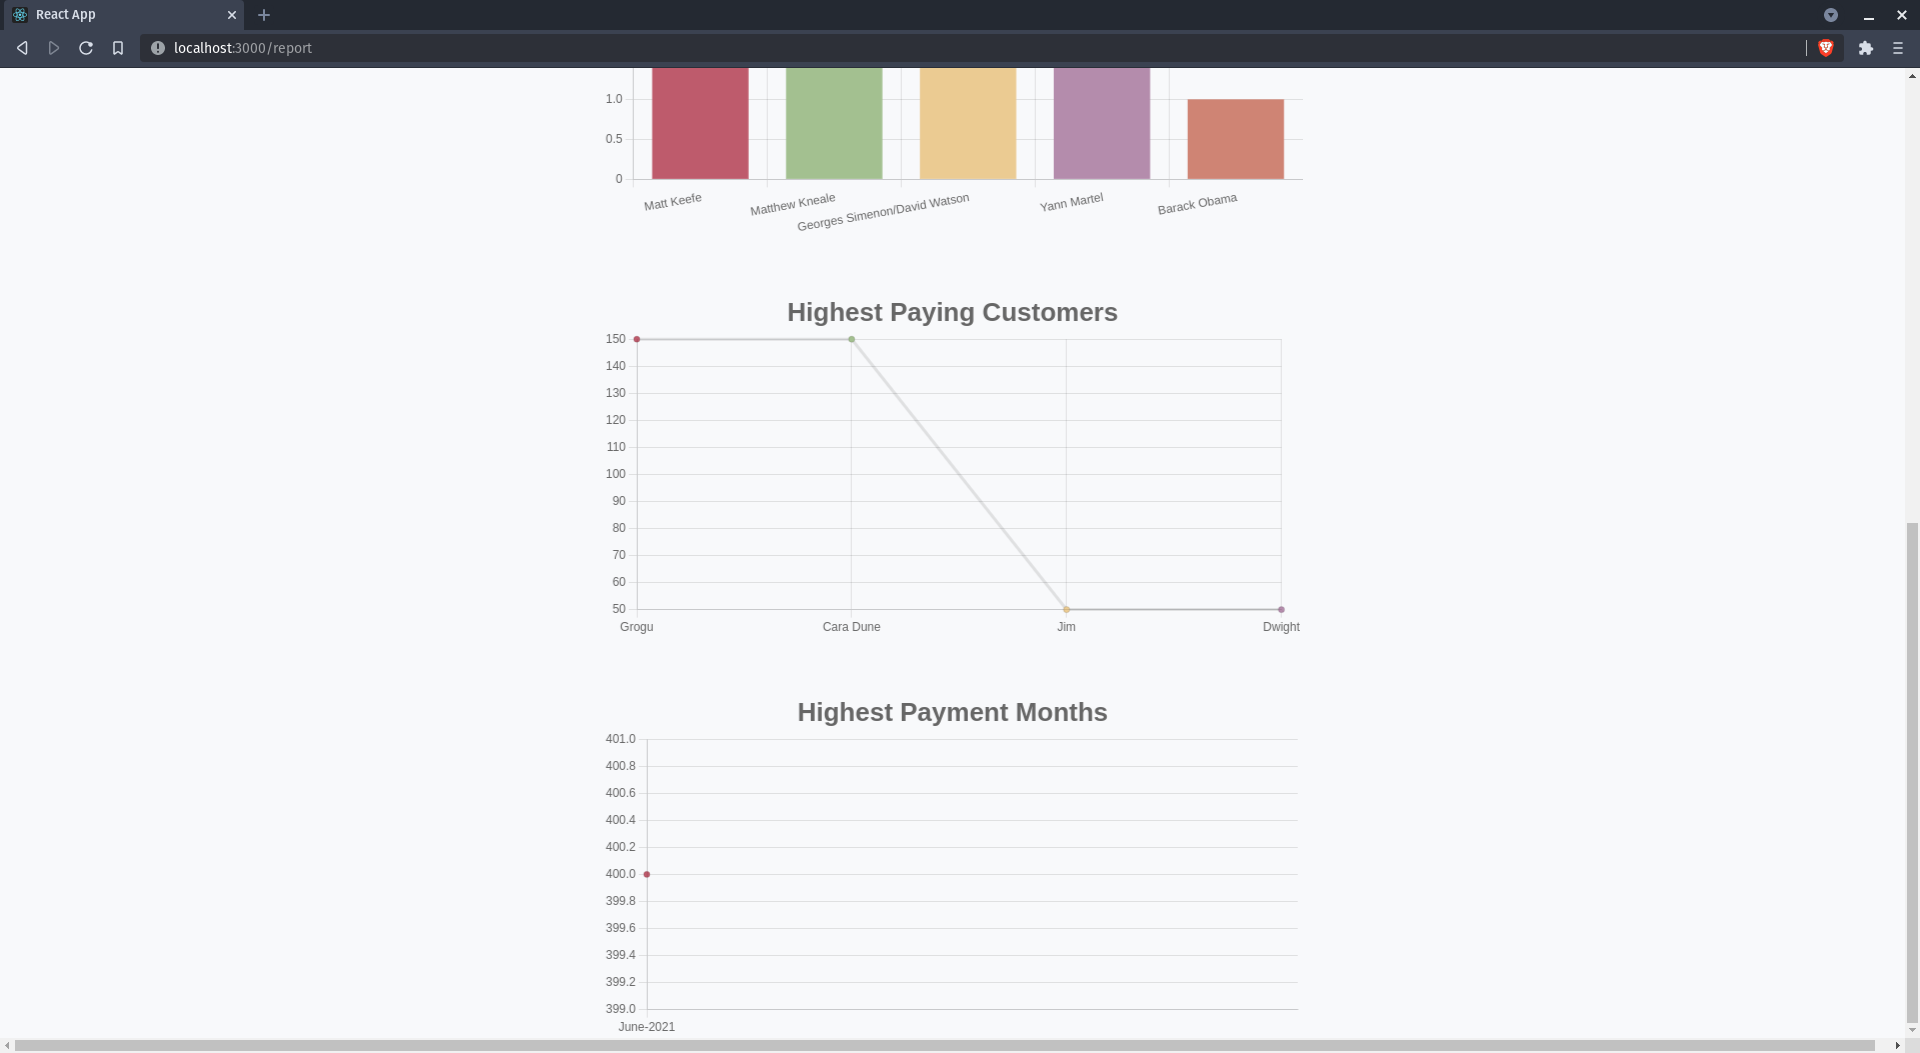 React App
localhost:3000/report
1.0
0.5
0
Matt Keefe
Matthew Kneale
Georges Simenon/David Watson
Yann Martel
Barack Obama
Highest Paying Customers
150
140
130
120
110
100
90
80
70
60
50
Grogu Cara Dune Jim Dwight
Highest Payment Months
401.0
400.8
400.6
400.4
400.2
400.0
399.8
399.6
399.4
399.2
399.0
June-2021